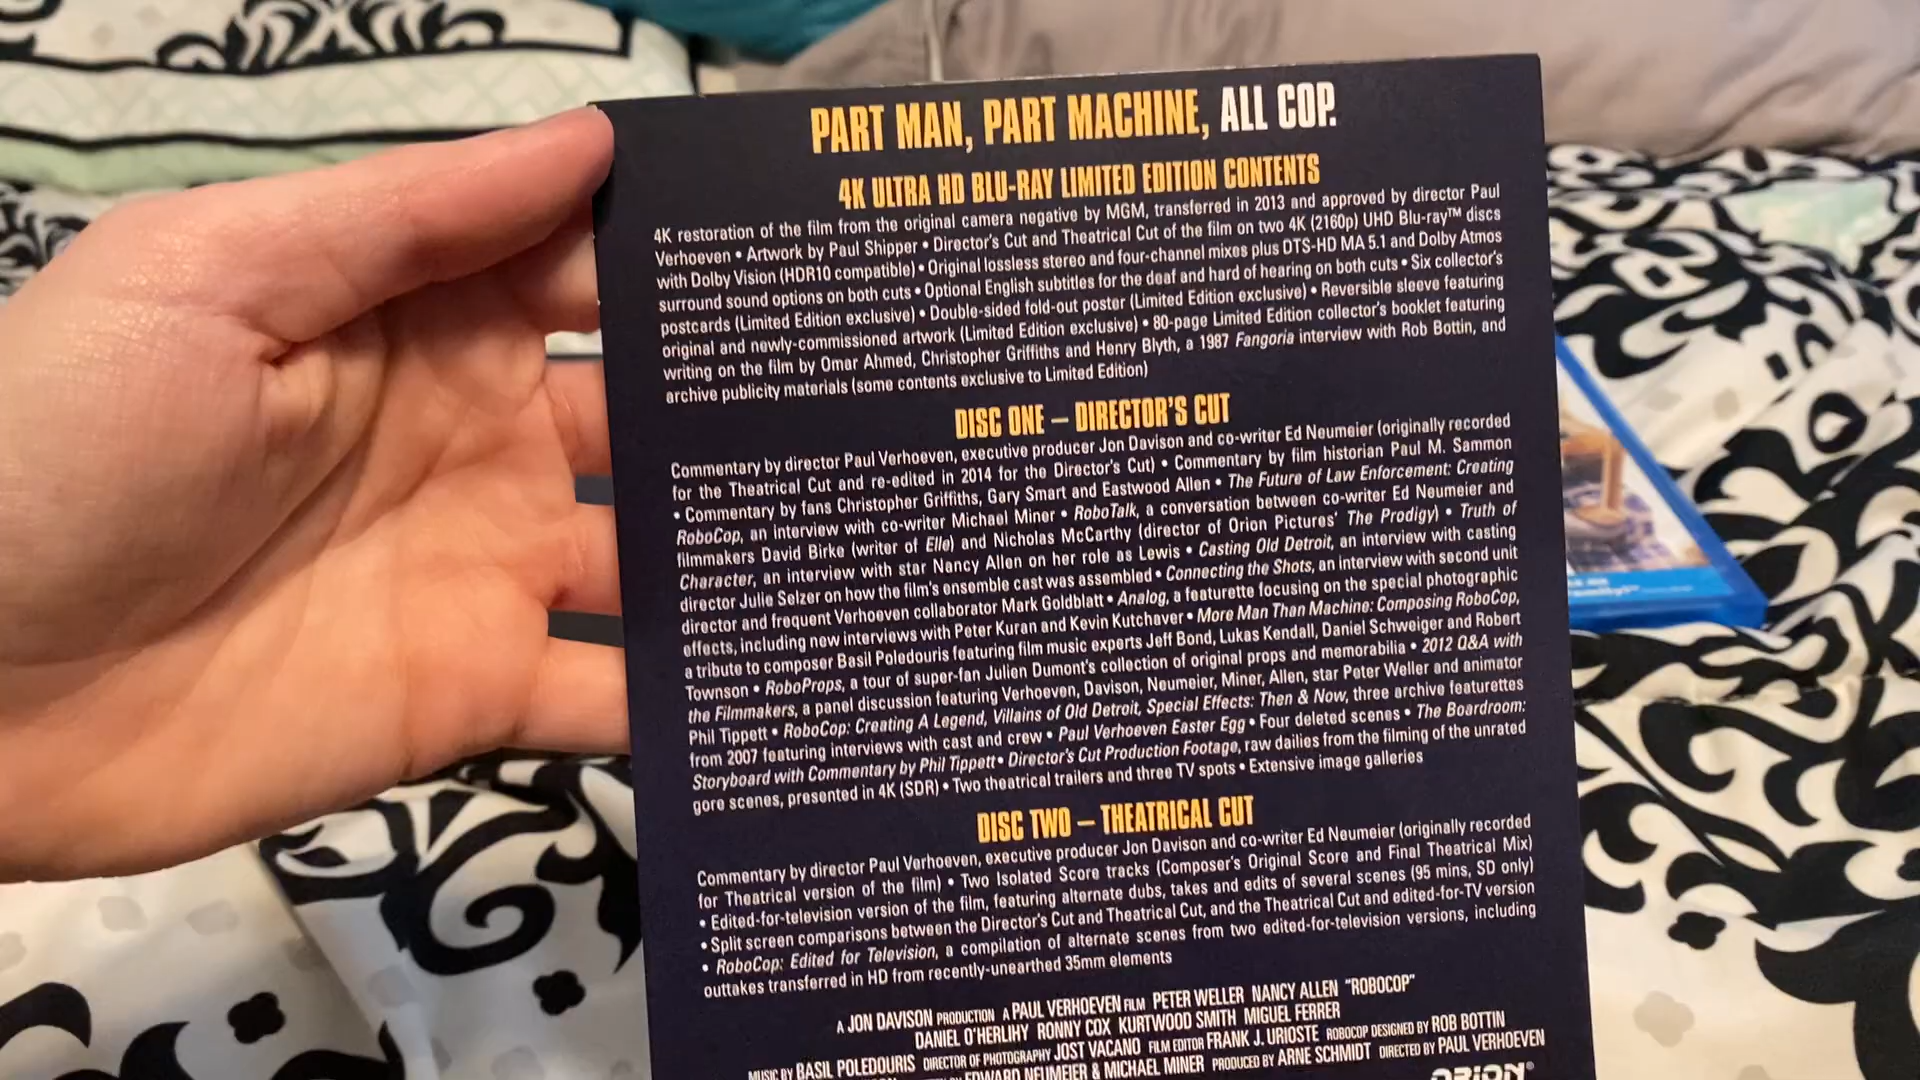 PART MAN, PART MACHINE, ALL COP.
4K ULTRA HD BLU-RAY LIMITED EDITION CONTENTS
4K restoration of the film from the original camera negative by MGM, transferred in 2013 and approved by director Paul
Verhoeven • Artwork by Paul Shipper • Director's Cut and Theatrical Cut of the film on two 4K (2160p) UHD Blu-ray™ discs
with Dolby Vision (HDR10 compatible) • Original lossless stereo and four-channel mixes plus DTS-HD MA 5.1 and Dolby Atmos
surround sound options on both cuts • Optional English subtitles for the deaf and hard of hearing on both cuts • Six collector's
postcards (Limited Edition exclusive) • Double-sided fold-out poster (Limited Edition exclusive) • Reversible sleeve featuring
original and newly-commissioned artwork (Limited Edition exclusive) • 80-page Limited Edition collector's booklet featuring
writing on the film by Omar Ahmed, Christopher Griffiths and Henry Blyth, a 1987 Fangoria interview with Rob Bottin, and
archive publicity materials (some contents exclusive to Limited Edition)
DISC ONE – DIRECTOR'S CUT
Commentary by director Paul Verhoeven, executive producer Jon Davison and co-writer Ed Neumeier (originally recorded
for the Theatrical Cut and re-edited in 2014 for the Director's Cut) • Commentary by film historian Paul M. Sammon
• Commentary by fans Christopher Griffiths, Gary Smart and Eastwood Allen • The Future of Law Enforcement: Creating
RoboCop, an interview with co-writer Michael Miner • RoboTalk, a conversation between co-writer Ed Neumeier and
filmmakers David Birke (writer of Elle) and Nicholas McCarthy (director of Orion Pictures' The Prodigy) • Truth of
Character, an interview with star Nancy Allen on her role as Lewis • Casting Old Detroit, an interview with casting
director Julie Selzer on how the film's ensemble cast was assembled • Connecting the Shots, an interview with second unit
director and frequent Verhoeven collaborator Mark Goldblatt • Analog, a featurette focusing on the special photographic
effects, including new interviews with Peter Kuran and Kevin Kutchaver • More Man Than Machine: Composing RoboCop,
a tribute to composer Basil Poledouris featuring film music experts Jeff Bond, Lukas Kendall, Daniel Schweiger and Robert
Townson • RoboProps, a tour of super-fan Julien Dumont's collection of original props and memorabilia • 2012 Q&A with
the Filmmakers, a panel discussion featuring Verhoeven, Davison, Neumeier, Miner, Allen, star Peter Weller and animator
Phil Tippett • RoboCop: Creating A Legend, Villains of Old Detroit, Special Effects: Then & Now, three archive featurettes
from 2007 featuring interviews with cast and crew • Paul Verhoeven Easter Egg • Four deleted scenes • The Boardroom:
Storyboard with Commentary by Phil Tippett • Director's Cut Production Footage, raw dailies from the filming of the unrated
gore scenes, presented in 4K (SDR) • Two theatrical trailers and three TV spots • Extensive image galleries
DISC TWO – THEATRICAL CUT
Commentary by director Paul Verhoeven, executive producer Jon Davison and co-writer Ed Neumeier (originally recorded
for Theatrical version of the film) • Two Isolated Score tracks (Composer's Original Score and Final Theatrical Mix)
• Edited-for-television version of the film, featuring alternate dubs, takes and edits of several scenes (95 mins, SD only)
• Split screen comparisons between the Director's Cut and Theatrical Cut, and the Theatrical Cut and edited-for-TV version
• RoboCop: Edited for Television, a compilation of alternate scenes from two edited-for-television versions, including
outtakes transferred in HD from recently-unearthed 35mm elements
A JON DAVISON PRODUCTION A PAUL VERHOEVEN FILM PETER WELLER NANCY ALLEN "ROBOCOP"
DANIEL O'HERLIHY RONNY COX KURTWOOD SMITH MIGUEL FERRER
MUSIC BY BASIL POLEDOURIS DIRECTOR OF PHOTOGRAPHY JOST VACANO FILM EDITOR FRANK J. URIOSTE ROBOCOP DESIGNED BY ROB BOTTIN
EDWARD NEUMEIER & MICHAEL MINER PRODUCED BY ARNE SCHMIDT DIRECTED BY PAUL VERHOEVEN
ORION®